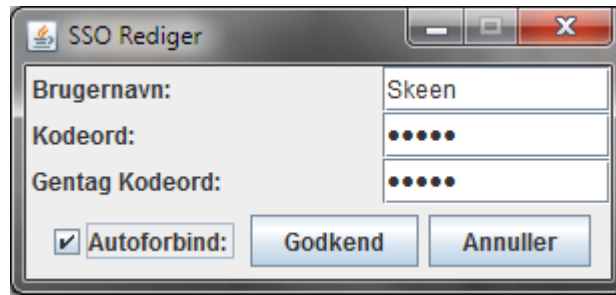 SSO Rediger
Brugernavn: Skeen
Kodeord: •••••
Gentag Kodeord: •••••
Autoforbind: Godkend Annuller